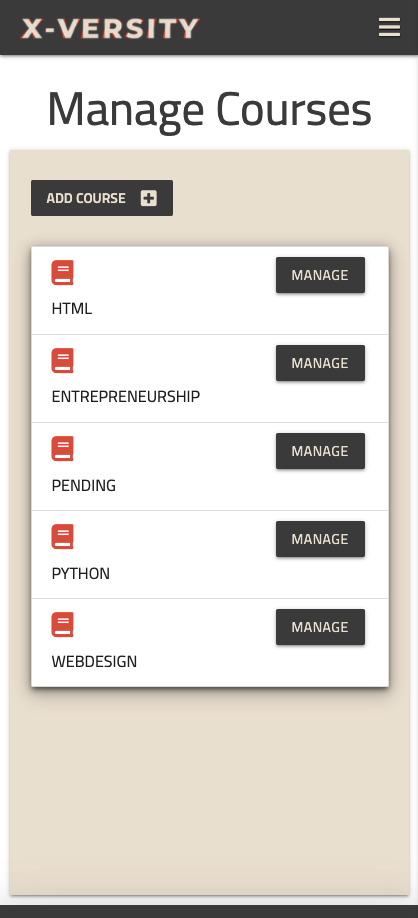 X-VERSITY
Manage Courses
ADD COURSE
MANAGE
HTML
MANAGE
ENTREPRENEURSHIP
MANAGE
PENDING
MANAGE
PYTHON
MANAGE
WEBDESIGN